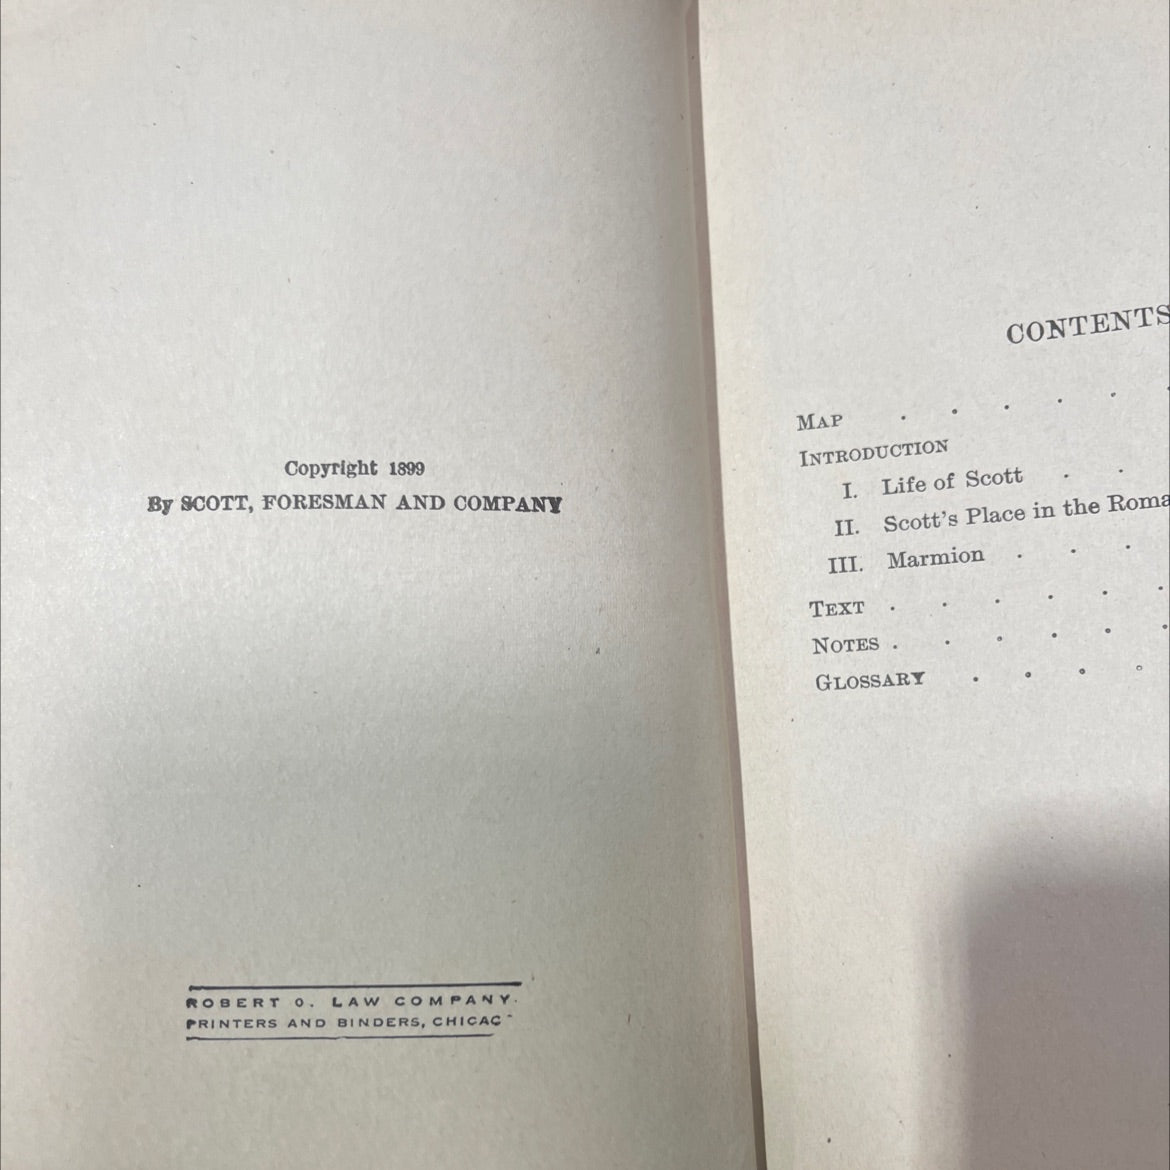 Copyright 1899
By SCOTT, FORESMAN AND COMPANY
ROBERT O. LAW COMPANY.
PRINTERS AND BINDERS, CHICAG
CONTENTS
MAP . . . . . .
INTRODUCTION
I. Life of Scott . .
II. Scott's Place in the Roma
III. Marmion . . .
TEXT . . . . . .
NOTES . . . . . .
GLOSSARY . . . .